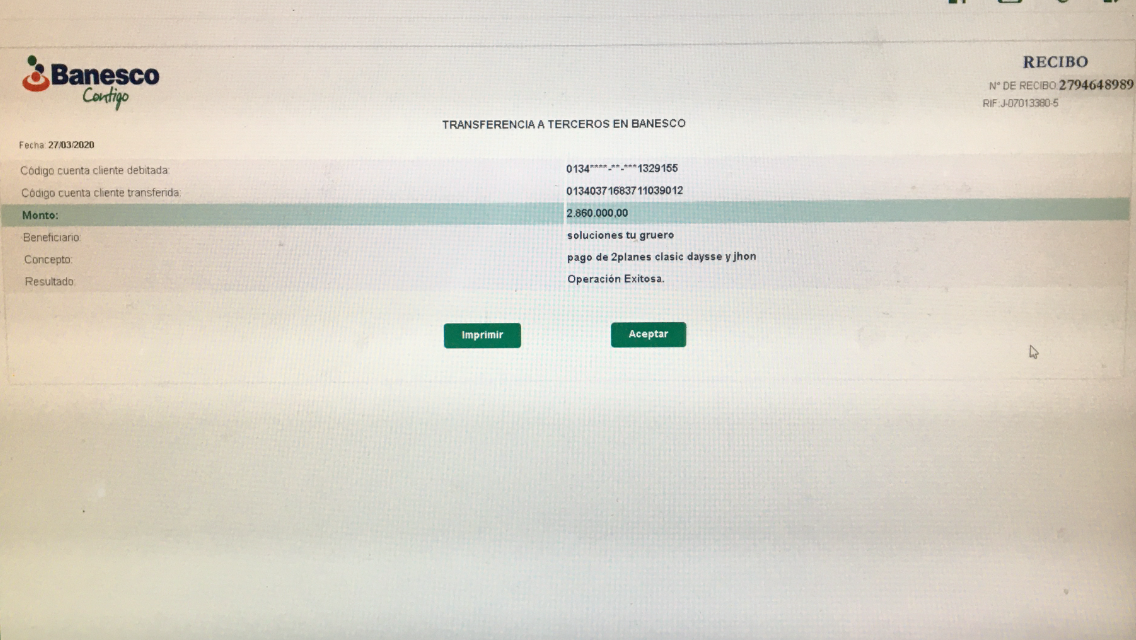 Banesco
Contigo
RECIBO
N° DE RECIBO:2794648989
RIF:J-07013380-5
TRANSFERENCIA A TERCEROS EN BANESCO
Fecha: 27/03/2020
Código cuenta cliente debitada: 0134****-**-***1329155
Código cuenta cliente transferida: 01340371683711039012
Monto: 2.860.000,00
Beneficiario: soluciones tu gruero
Concepto: pago de 2planes clasic daysse y jhon
Resultado: Operación Exitosa.
Imprimir Aceptar